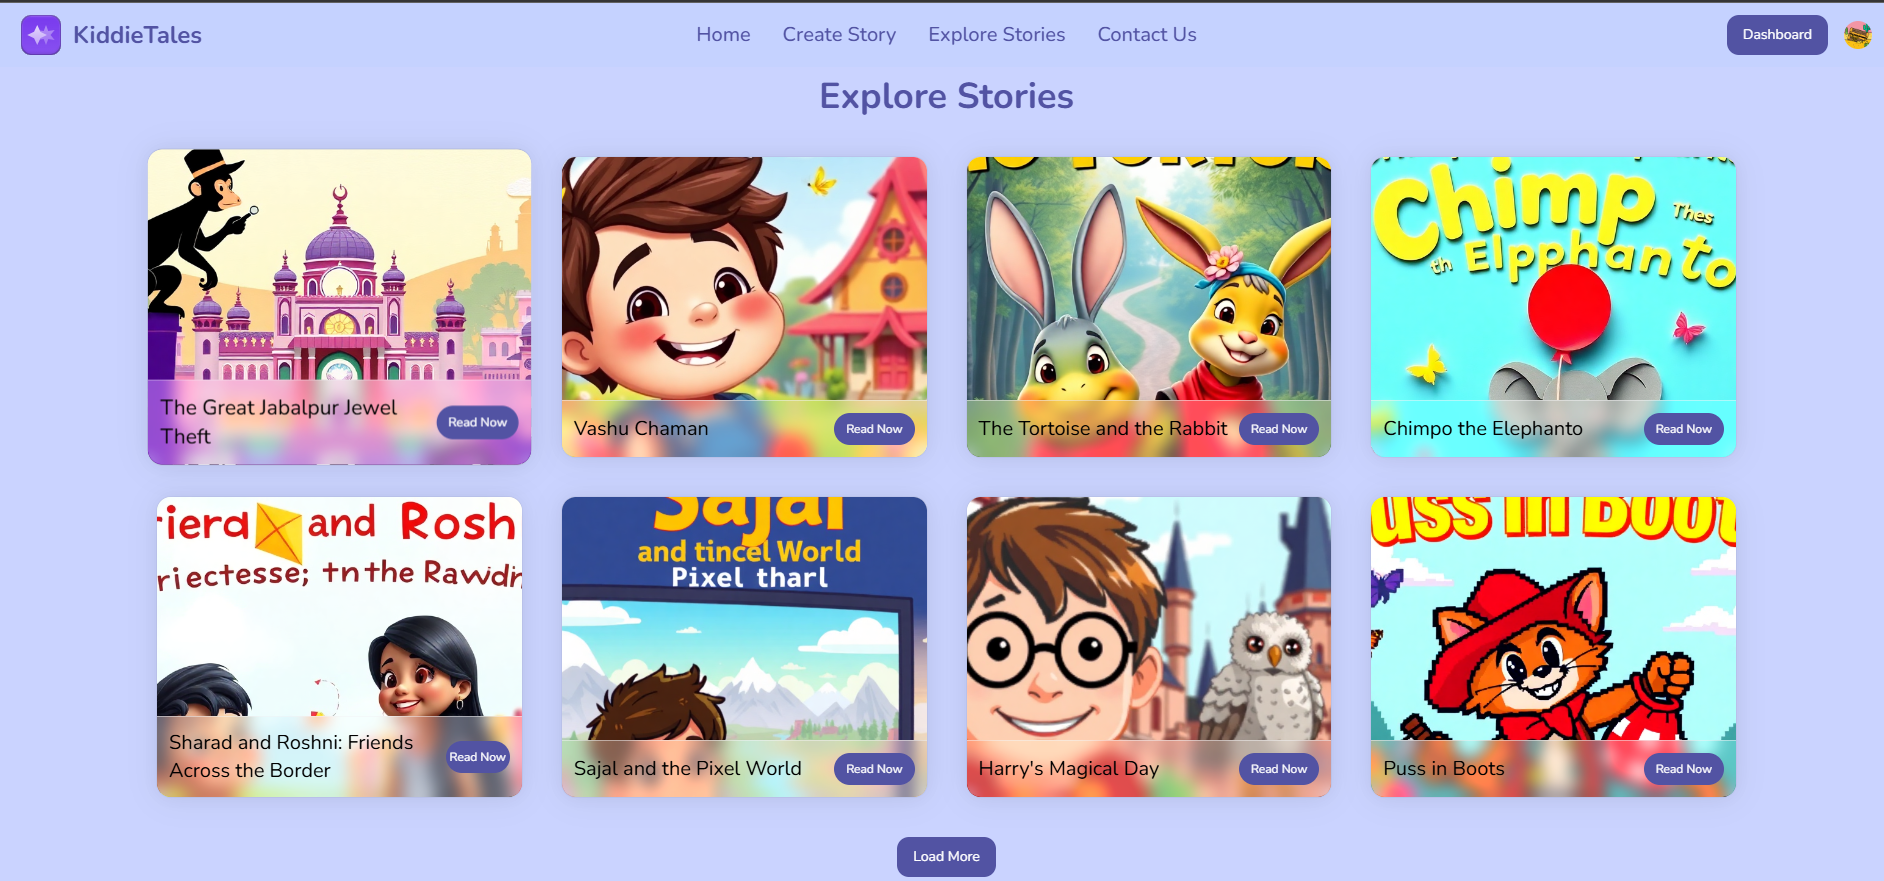 KiddieTales
Home Create Story Explore Stories Contact Us
Dashboard
Explore Stories
The Great Jabalpur Jewel
Theft
Read Now
Vashu Chaman
Read Now
The Tortoise and the Rabbit
Read Now
Chimp
Thes
th Elpphanto
Chimpo the Elephanto
Read Now
rierd and Rosh
riectesse; tn the Rawdn
Sharad and Roshni: Friends
Across the Border
Read Now
Sajal
and tincel World
Pixel tharl
Sajal and the Pixel World
Read Now
Harry's Magical Day
Read Now
uss in Boot
Puss in Boots
Read Now
Load More